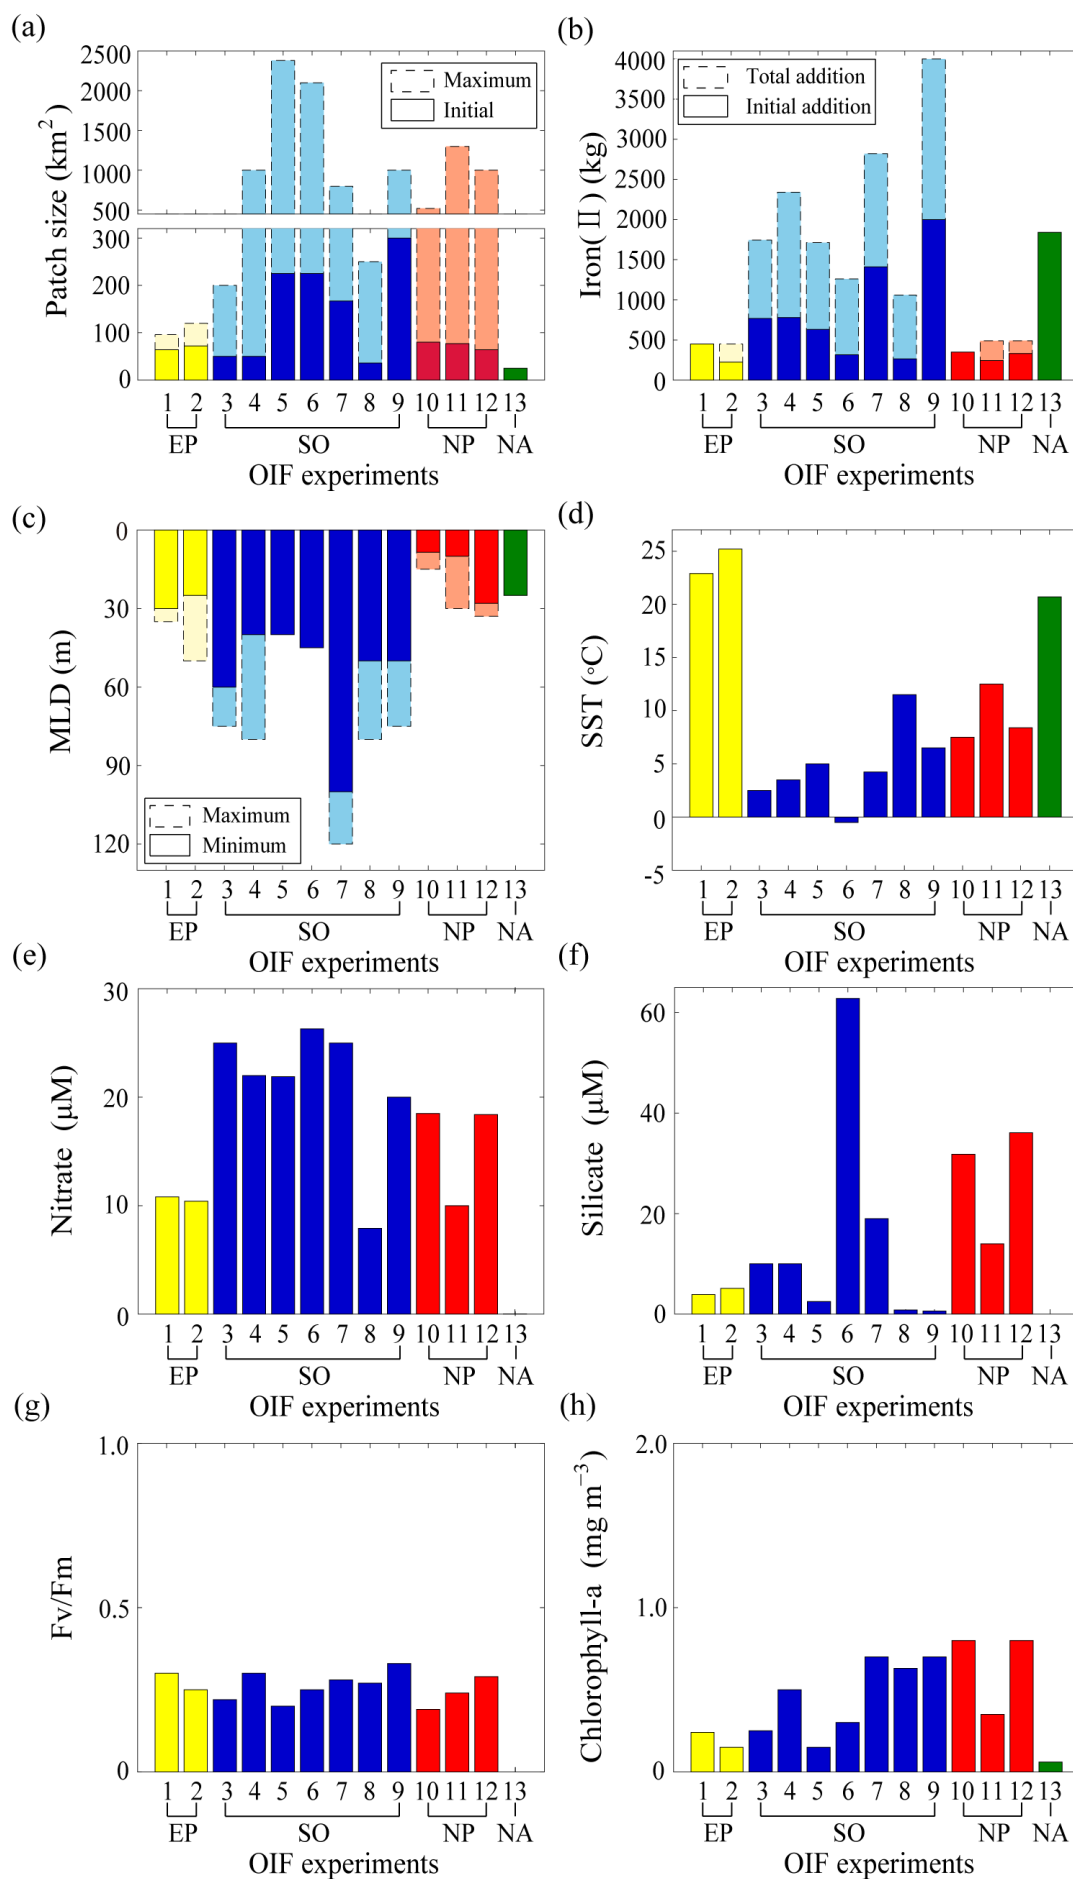 (a)
Patch size (km²)
2500
2000
1500
1000
500
300
200
100
0
Maximum
Initial
1 2 3 4 5 6 7 8 9 10 11 12 13
EP SO NP NA
OIF experiments
(b)
Iron(Ⅱ) (kg)
4000
3500
3000
2500
2000
1500
1000
500
0
Total addition
Initial addition
1 2 3 4 5 6 7 8 9 10 11 12 13
EP SO NP NA
OIF experiments
(c)
MLD (m)
0
30
60
90
120
Maximum
Minimum
1 2 3 4 5 6 7 8 9 10 11 12 13
EP SO NP NA
OIF experiments
(d)
SST (°C)
25
20
15
10
5
0
-5
1 2 3 4 5 6 7 8 9 10 11 12 13
EP SO NP NA
OIF experiments
(e)
Nitrate (μM)
30
20
10
0
1 2 3 4 5 6 7 8 9 10 11 12 13
EP SO NP NA
OIF experiments
(f)
Silicate (μM)
60
40
20
0
1 2 3 4 5 6 7 8 9 10 11 12 13
EP SO NP NA
OIF experiments
(g)
Fv/Fm
1.0
0.5
0
1 2 3 4 5 6 7 8 9 10 11 12 13
EP SO NP NA
OIF experiments
(h)
Chlorophyll-a (mg m⁻³)
2.0
1.0
0
1 2 3 4 5 6 7 8 9 10 11 12 13
EP SO NP NA
OIF experiments